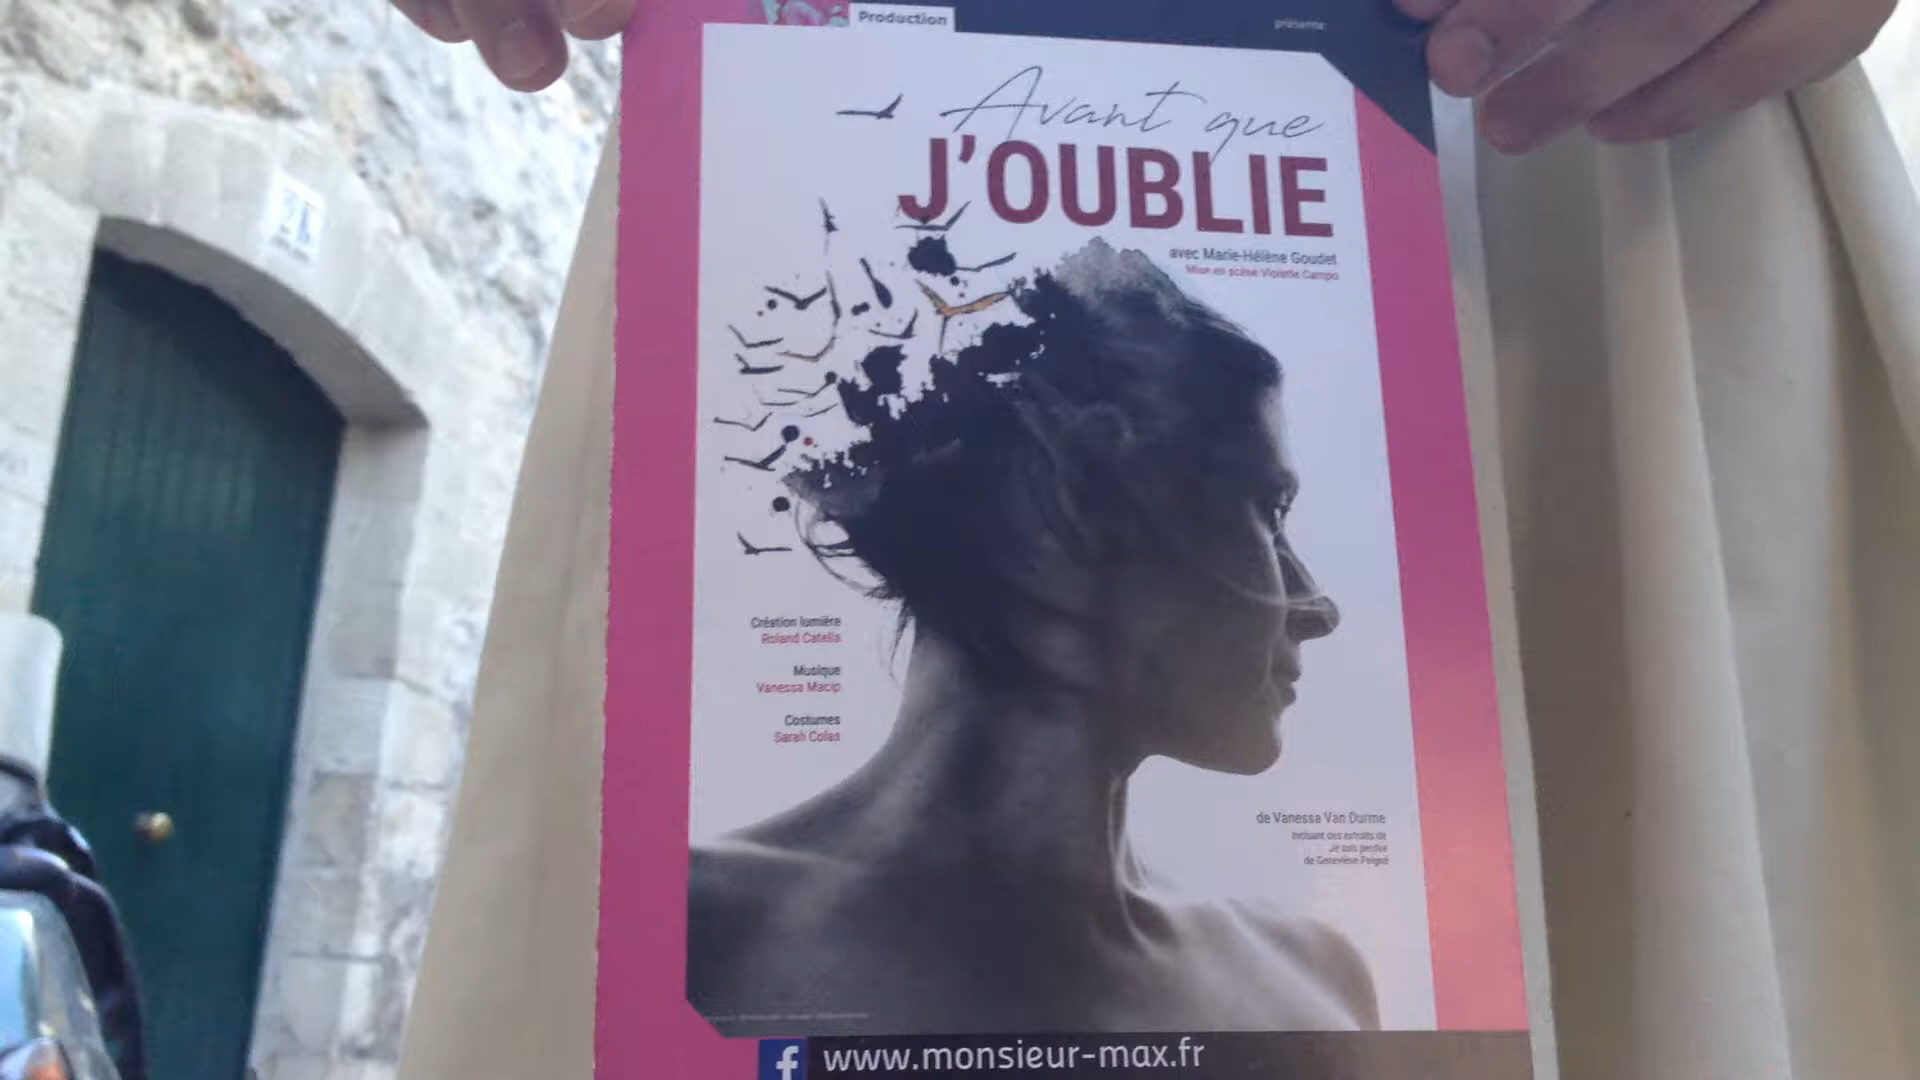 Production
présente
Avant que
J'OUBLIE
avec Marie-Hélène Goudet
Mise en scène Violette Campo
Création lumière
Roland Catella
Musique
Vanessa Macip
Costumes
Sarah Colas
de Vanessa Van Durme
Incluant des extraits de
Je suis perdue
de Geneviève Peigné
f www.monsieur-max.fr